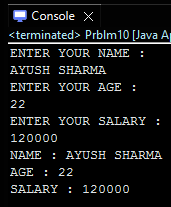 Console
<terminated> Prblm10 [Java Ap
ENTER YOUR NAME :
AYUSH SHARMA
ENTER YOUR AGE :
22
ENTER YOUR SALARY :
120000
NAME : AYUSH SHARMA
AGE : 22
SALARY : 120000